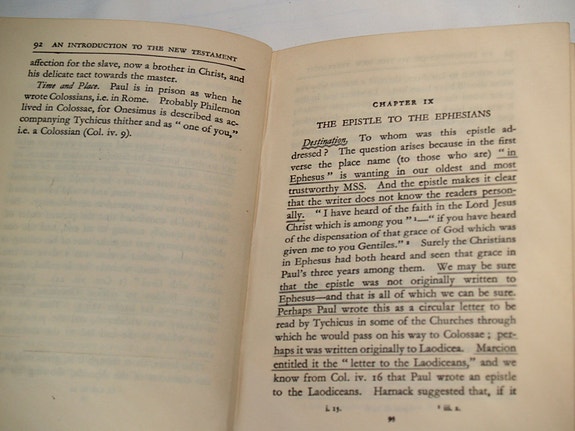 92 AN INTRODUCTION TO THE NEW TESTAMENT
affection for the slave, now a brother in Christ, and
his delicate tact towards the master.
Time and Place. Paul is in prison as when he
wrote Colossians, i.e. in Rome. Probably Philemon
lived in Colossae, for Onesimus is described as ac-
companying Tychicus thither and as “ one of you,”
i.e. a Colossian (Col. iv. 9).
CHAPTER IX
THE EPISTLE TO THE EPHESIANS
Destination. To whom was this epistle ad-
dressed ? The question arises because in the first
verse the place name (to those who are) “ in
Ephesus ” is wanting in our oldest and most
trustworthy MSS. And the epistle makes it clear
that the writer does not know the readers person-
ally. “ I have heard of the faith in the Lord Jesus
Christ which is among you ” ¹—“ if you have heard
of the dispensation of that grace of God which was
given me to you Gentiles.” ² Surely the Christians
in Ephesus had both heard and seen that grace in
Paul's three years among them. We may be sure
that the epistle was not originally written to
Ephesus—and that is all of which we can be sure.
Perhaps Paul wrote this as a circular letter to be
read by Tychicus in some of the Churches through
which he would pass on his way to Colossae ; per-
haps it was written originally to Laodicea. Marcion
entitled it the “ letter to the Laodiceans,” and we
know from Col. iv. 16 that Paul wrote an epistle
to the Laodiceans. Harnack suggested that, if it
i. 15. ² iii. 2.